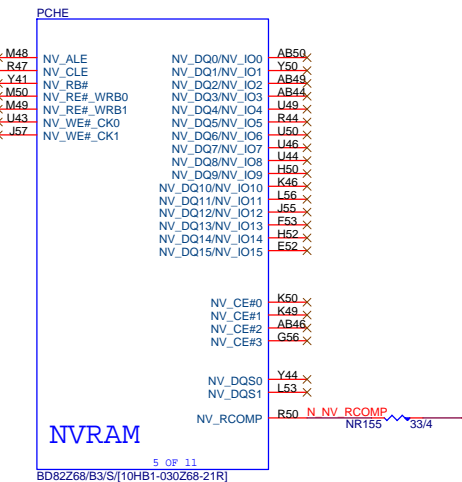 PCHE
M48 NV_ALE NV_DQ0/NV_IO0 AB50
R47 NV_CLE NV_DQ1/NV_IO1 Y50
Y41 NV_RB# NV_DQ2/NV_IO2 AB49
M50 NV_RE#_WRB0 NV_DQ3/NV_IO3 AB44
M49 NV_RE#_WRB1 NV_DQ4/NV_IO4 U49
U43 NV_WE#_CK0 NV_DQ5/NV_IO5 R44
J57 NV_WE#_CK1 NV_DQ6/NV_IO6 U50
NV_DQ7/NV_IO7 U46
NV_DQ8/NV_IO8 U44
NV_DQ9/NV_IO9 H50
NV_DQ10/NV_IO10 K46
NV_DQ11/NV_IO11 L56
NV_DQ12/NV_IO12 J55
NV_DQ13/NV_IO13 F53
NV_DQ14/NV_IO14 H52
NV_DQ15/NV_IO15 E52
NV_CE#0 K50
NV_CE#1 K49
NV_CE#2 AB46
NV_CE#3 G56
NV_DQS0 Y44
NV_DQS1 L53
NV_RCOMP R50 N_NV_RCOMP
NR155 33/4
NVRAM
5 OF 11
BD82Z68/B3/S/[10HB1-030Z68-21R]